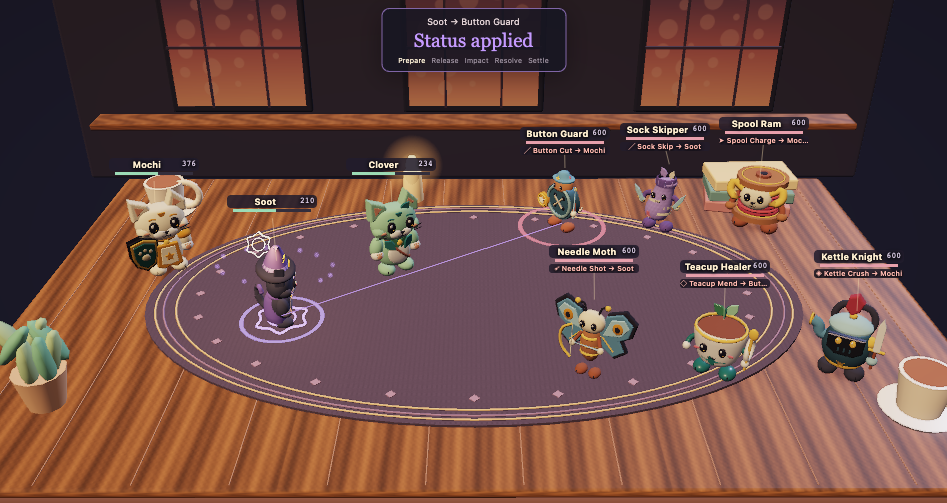 Soot → Button Guard
Status applied
Prepare Release Impact Resolve Settle
Button Guard 600
Button Cut → Mochi
Sock Skipper 600
Sock Skip → Soot
Spool Ram 600
Spool Charge → Moc...
Mochi 376
Clover 234
Soot 210
Needle Moth 600
Needle Shot → Soot
Teacup Healer 600
Teacup Mend → But...
Kettle Knight 600
Kettle Crush → Mochi